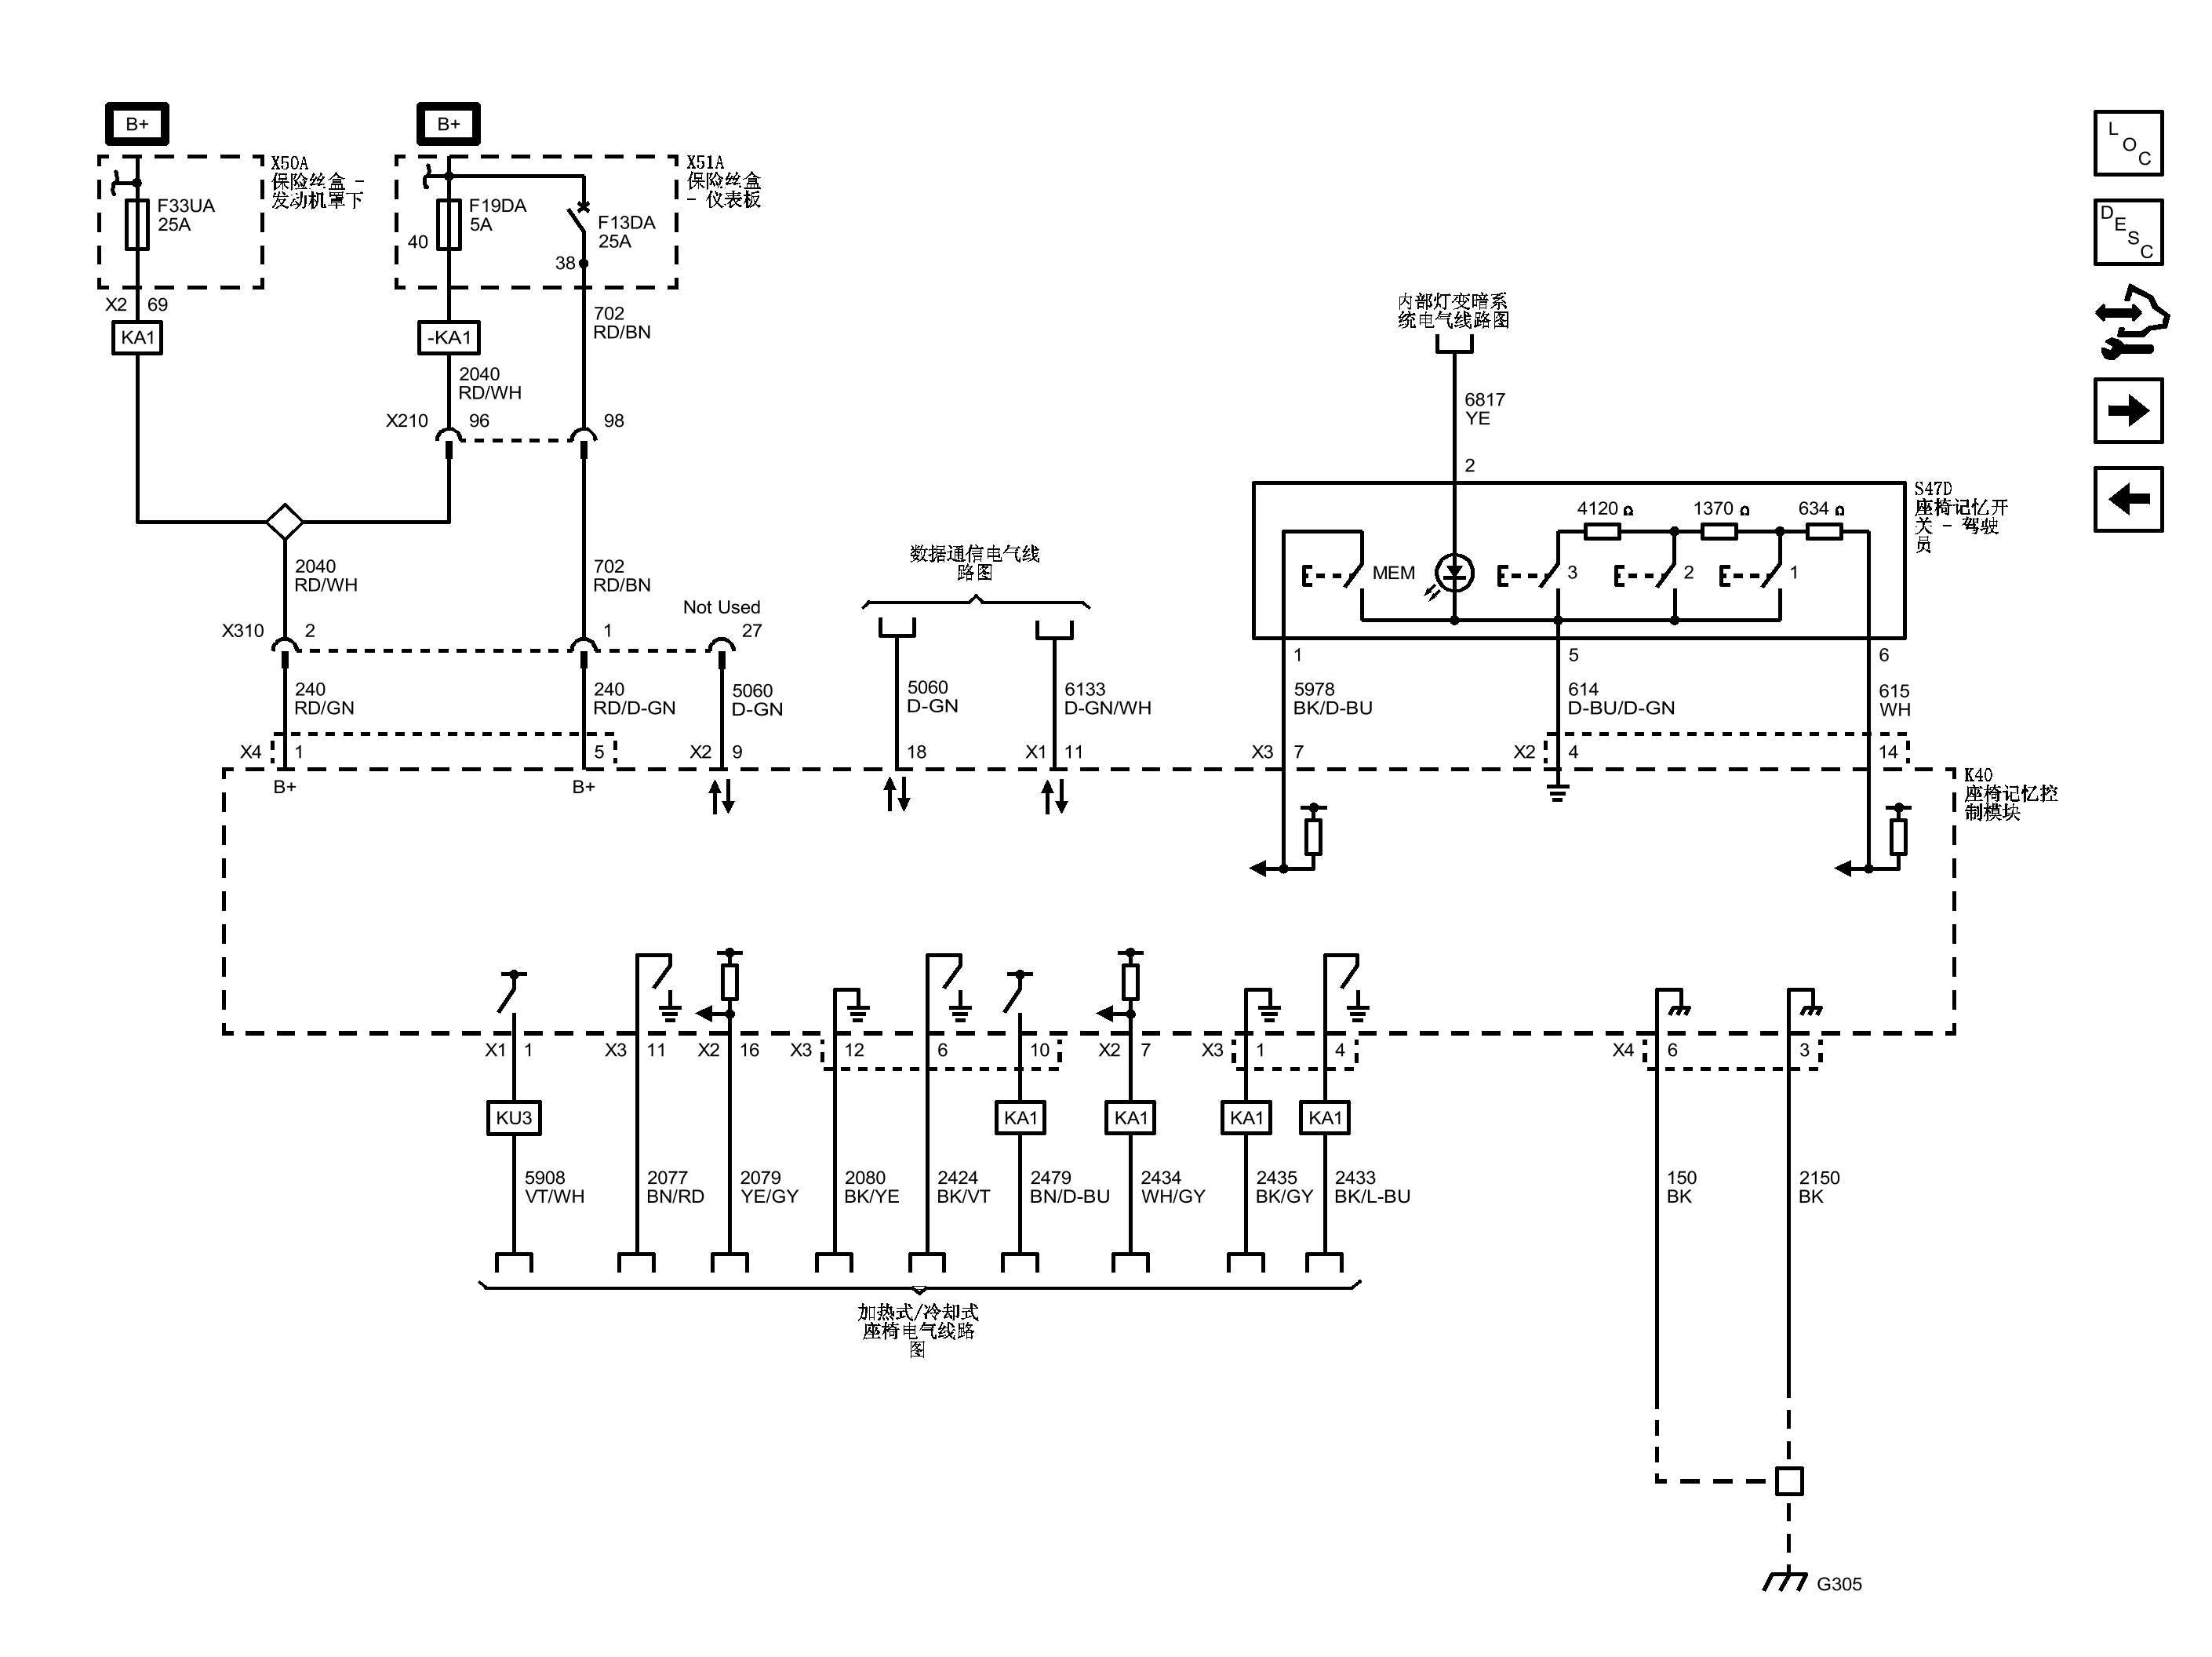 B+
B+
X50A
保险丝盒 -
发动机罩下
F33UA
25A
X51A
保险丝盒
- 仪表板
F19DA
5A
40
F13DA
25A
38
X2 69
KA1
-KA1
702
RD/BN
2040
RD/WH
X210 96
98
2040
RD/WH
702
RD/BN
Not Used
X310 2
1
27
240
RD/GN
240
RD/D-GN
5060
D-GN
数据通信电气线
路图
5060
D-GN
6133
D-GN/WH
内部灯变暗系
统电气线路图
6817
YE
2
S47D
座椅记忆开
关 - 驾驶
员
4120 Ω
1370 Ω
634 Ω
MEM
3
2
1
1
5
6
5978
BK/D-BU
614
D-BU/D-GN
615
WH
X4 1
5
X2 9
18
X1 11
X3 7
X2 4
14
B+
B+
K40
座椅记忆控
制模块
X1 1
X3 11
X2 16
X3 12
6
10
X2 7
X3 1
4
X4 6
3
KU3
KA1
KA1
KA1
KA1
5908
VT/WH
2077
BN/RD
2079
YE/GY
2080
BK/YE
2424
BK/VT
2479
BN/D-BU
2434
WH/GY
2435
BK/GY
2433
BK/L-BU
150
BK
2150
BK
加热式/冷却式
座椅电气线路
图
G305
LOC
DESC